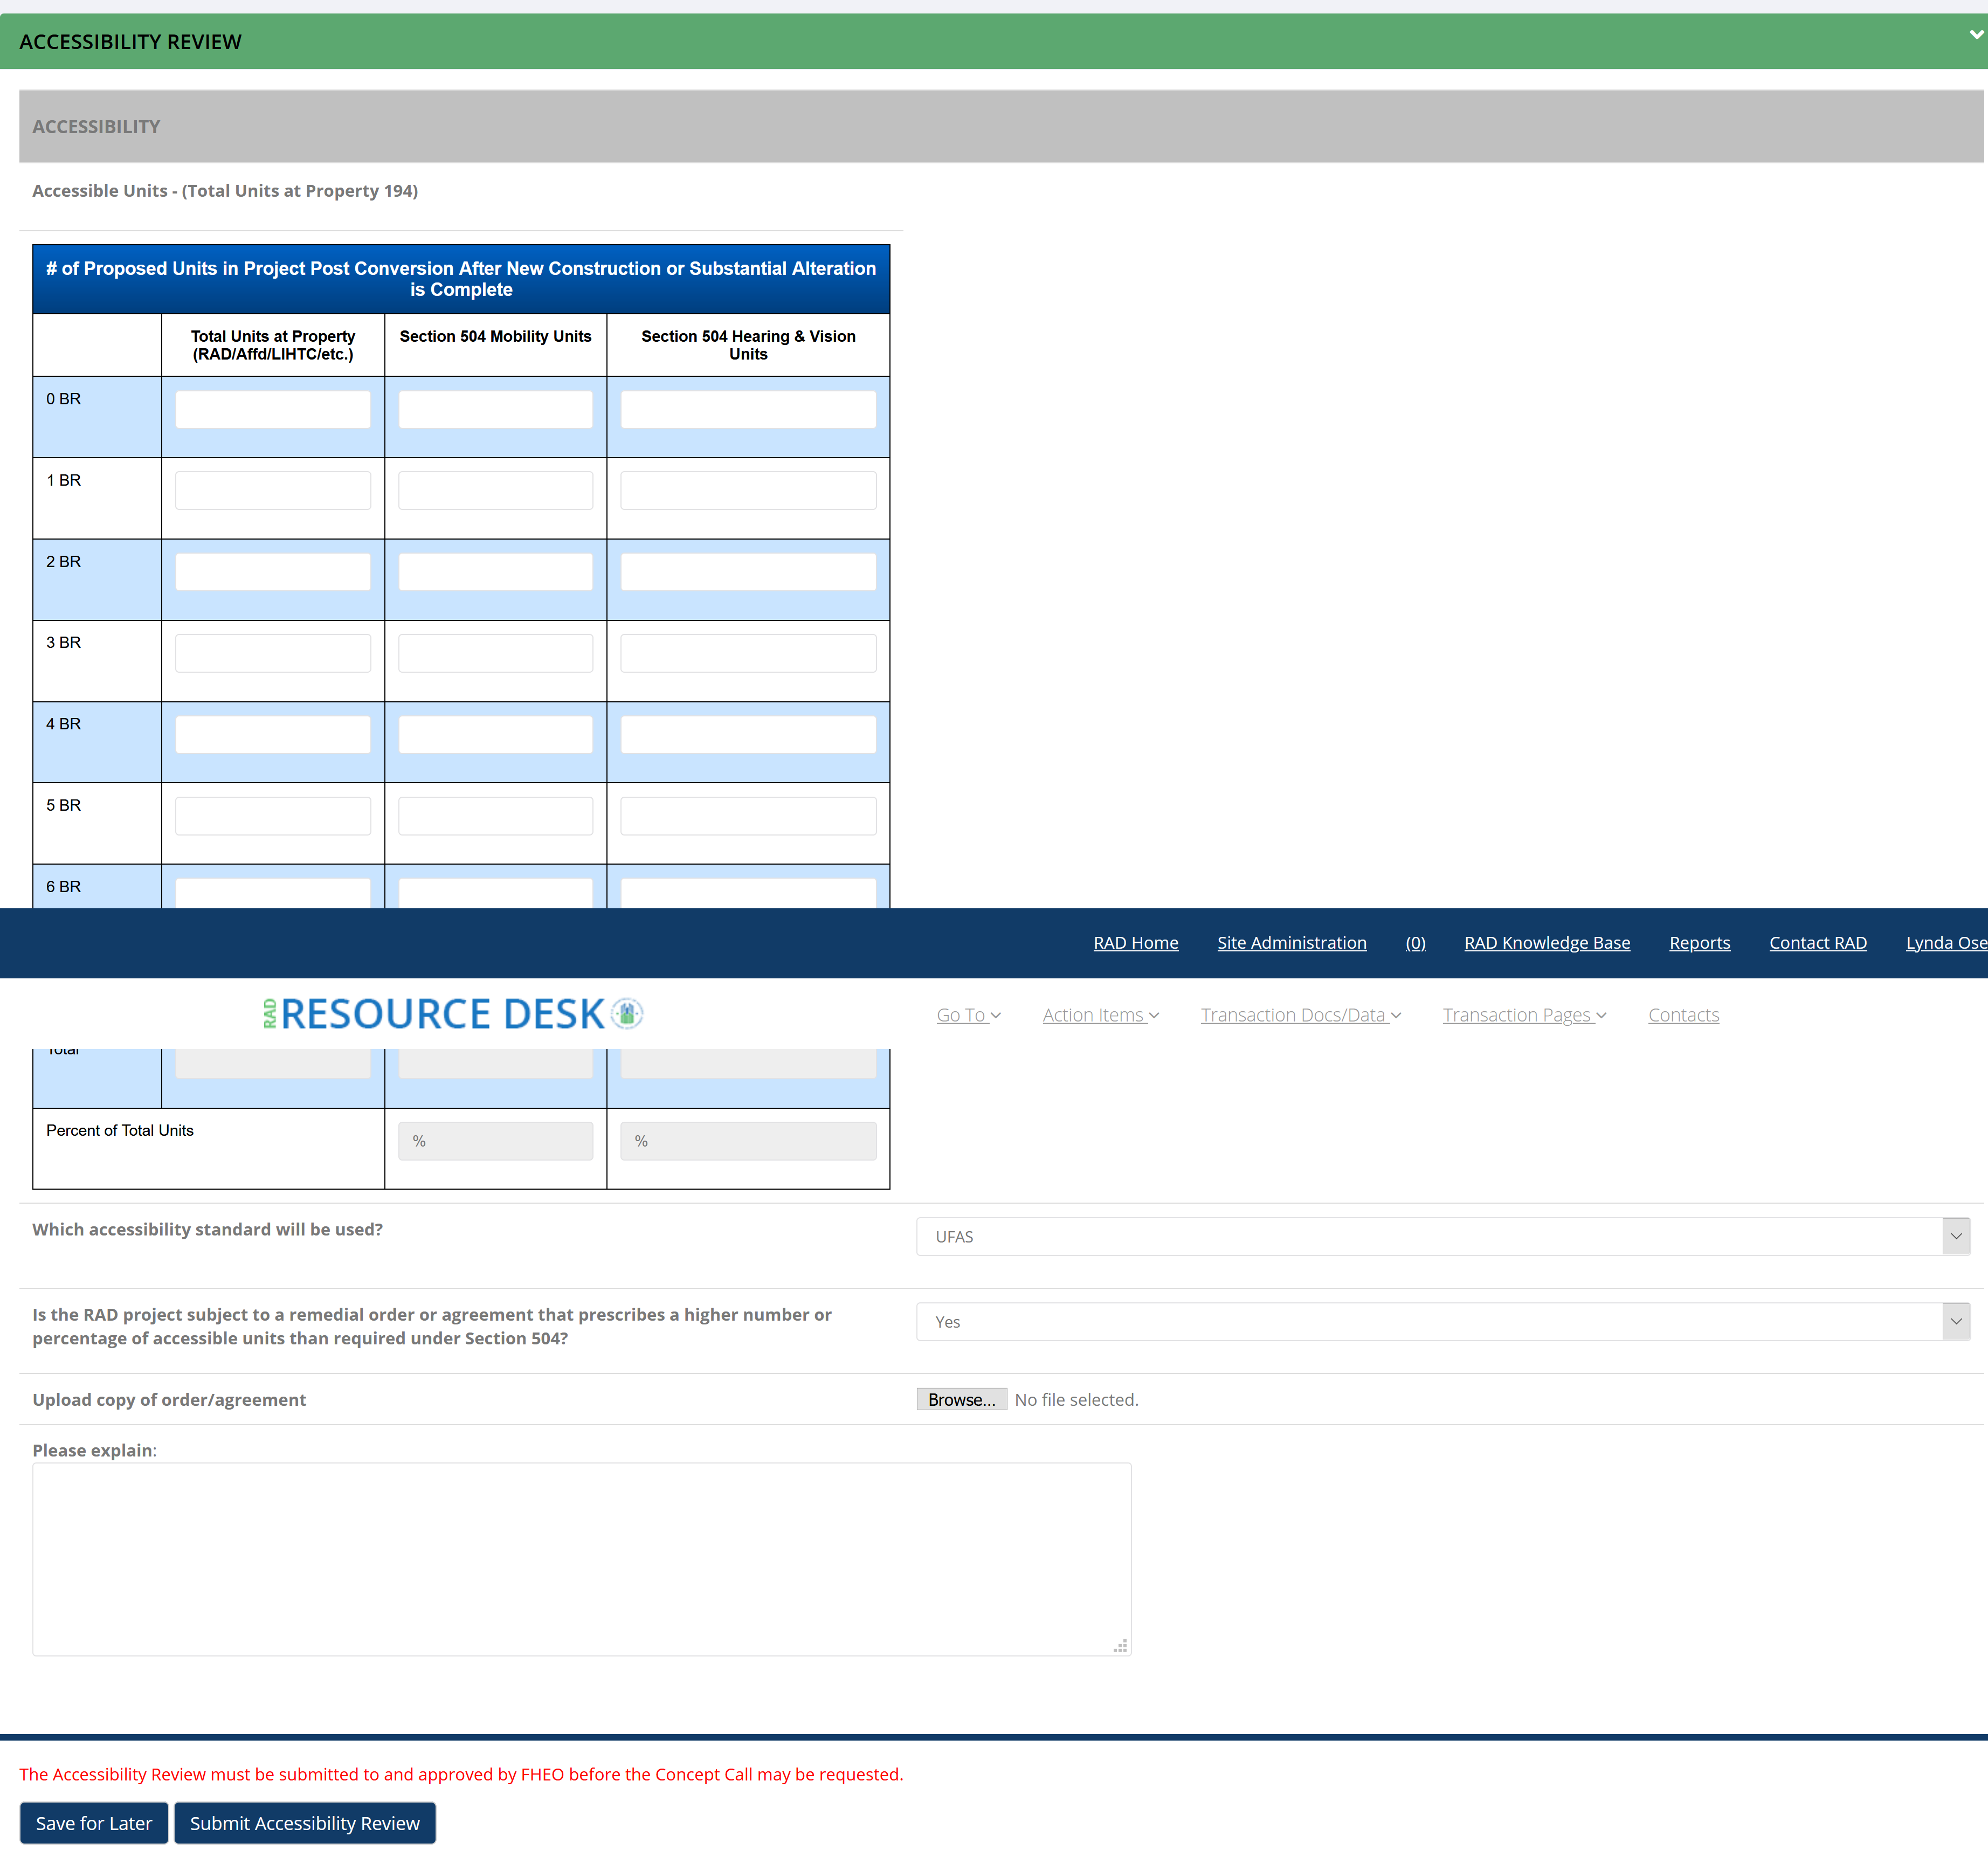 ACCESSIBILITY REVIEW
ACCESSIBILITY
Accessible Units - (Total Units at Property 194)
# of Proposed Units in Project Post Conversion After New Construction or Substantial Alteration
is Complete
Total Units at Property
(RAD/Affd/LIHTC/etc.)
Section 504 Mobility Units
Section 504 Hearing & Vision
Units
0 BR
1 BR
2 BR
3 BR
4 BR
5 BR
6 BR
RAD Home Site Administration (0) RAD Knowledge Base Reports Contact RAD Lynda Ose
RAD RESOURCE DESK
Go To Action Items Transaction Docs/Data Transaction Pages Contacts
Total
Percent of Total Units % %
Which accessibility standard will be used? UFAS
Is the RAD project subject to a remedial order or agreement that prescribes a higher number or
percentage of accessible units than required under Section 504?
Yes
Upload copy of order/agreement Browse... No file selected.
Please explain:
The Accessibility Review must be submitted to and approved by FHEO before the Concept Call may be requested.
Save for Later Submit Accessibility Review